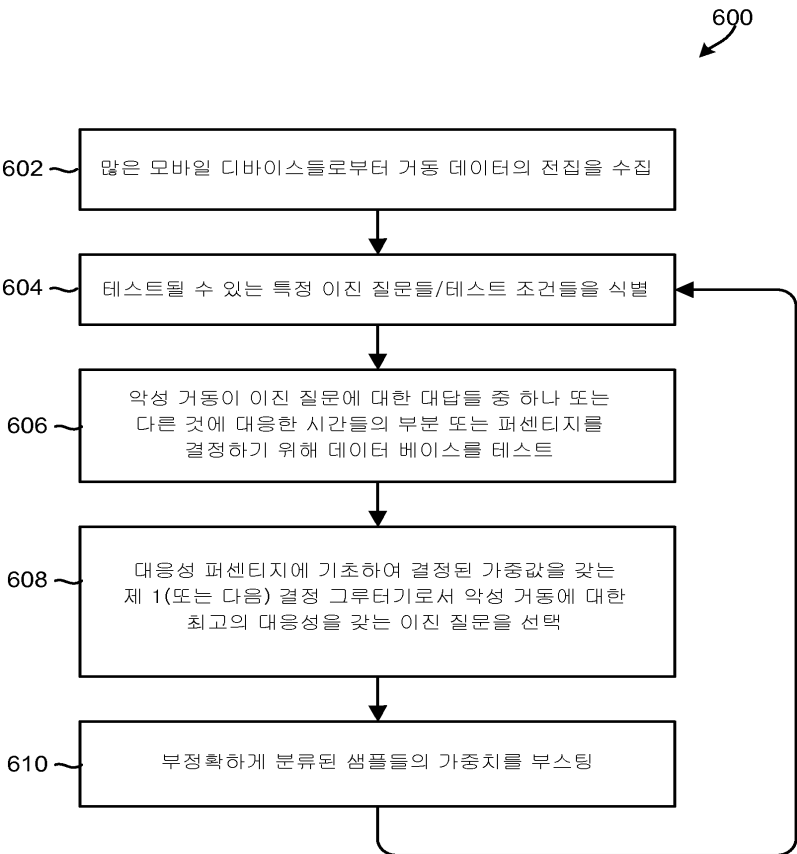 600
602
많은 모바일 디바이스들로부터 거동 데이터의 전집을 수집
604
테스트될 수 있는 특정 이진 질문들/테스트 조건들을 식별
606
악성 거동이 이진 질문에 대한 대답들 중 하나 또는
다른 것에 대응한 시간들의 부분 또는 퍼센티지를
결정하기 위해 데이터 베이스를 테스트
608
대응성 퍼센티지에 기초하여 결정된 가중값을 갖는
제 1(또는 다음) 결정 그루터기로서 악성 거동에 대한
최고의 대응성을 갖는 이진 질문을 선택
610
부정확하게 분류된 샘플들의 가중치를 부스팅